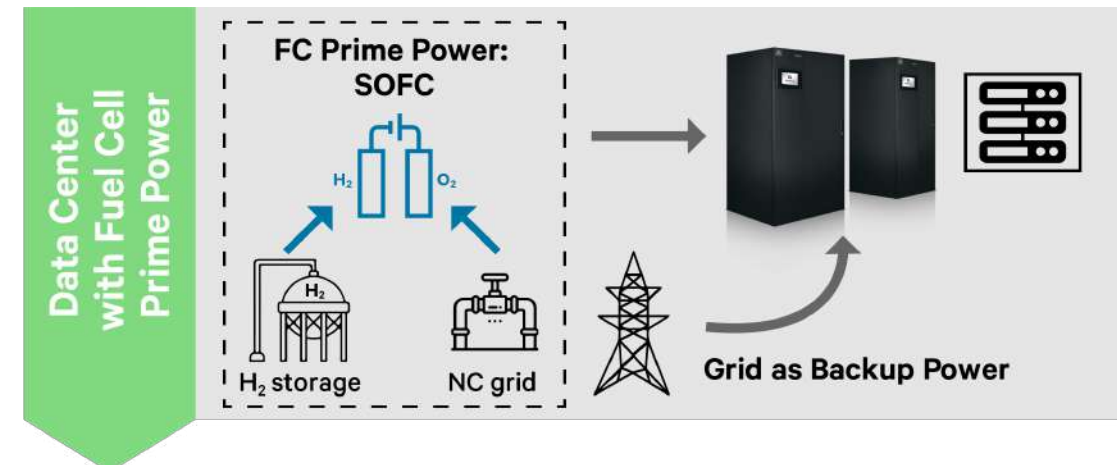 Data Center
with Fuel Cell
Prime Power
FC Prime Power:
SOFC
H₂
O₂
H₂
H₂ storage
NC grid
Grid as Backup Power